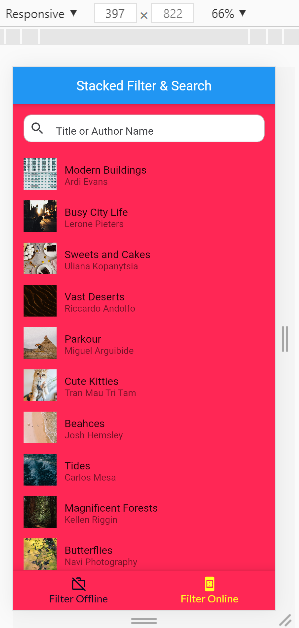 Responsive 397 × 822 66%
Stacked Filter & Search
Title or Author Name
Modern Buildings
Ardi Evans
Busy City Life
Lerone Pieters
Sweets and Cakes
Uliana Kopanytsia
Vast Deserts
Riccardo Andolfo
Parkour
Miguel Arguibide
Cute Kitties
Tran Mau Tri Tam
Beahces
Josh Hemsley
Tides
Carlos Mesa
Magnificent Forests
Kellen Riggin
Butterflies
Navi Photography
Filter Offline Filter Online